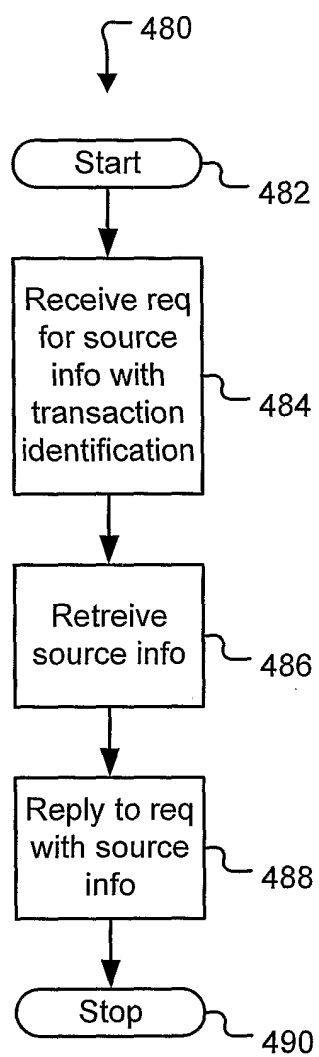 480
Start
482
Receive req
for source
info with
transaction
identification
484
Retreive
source info
486
Reply to req
with source
info
488
Stop
490